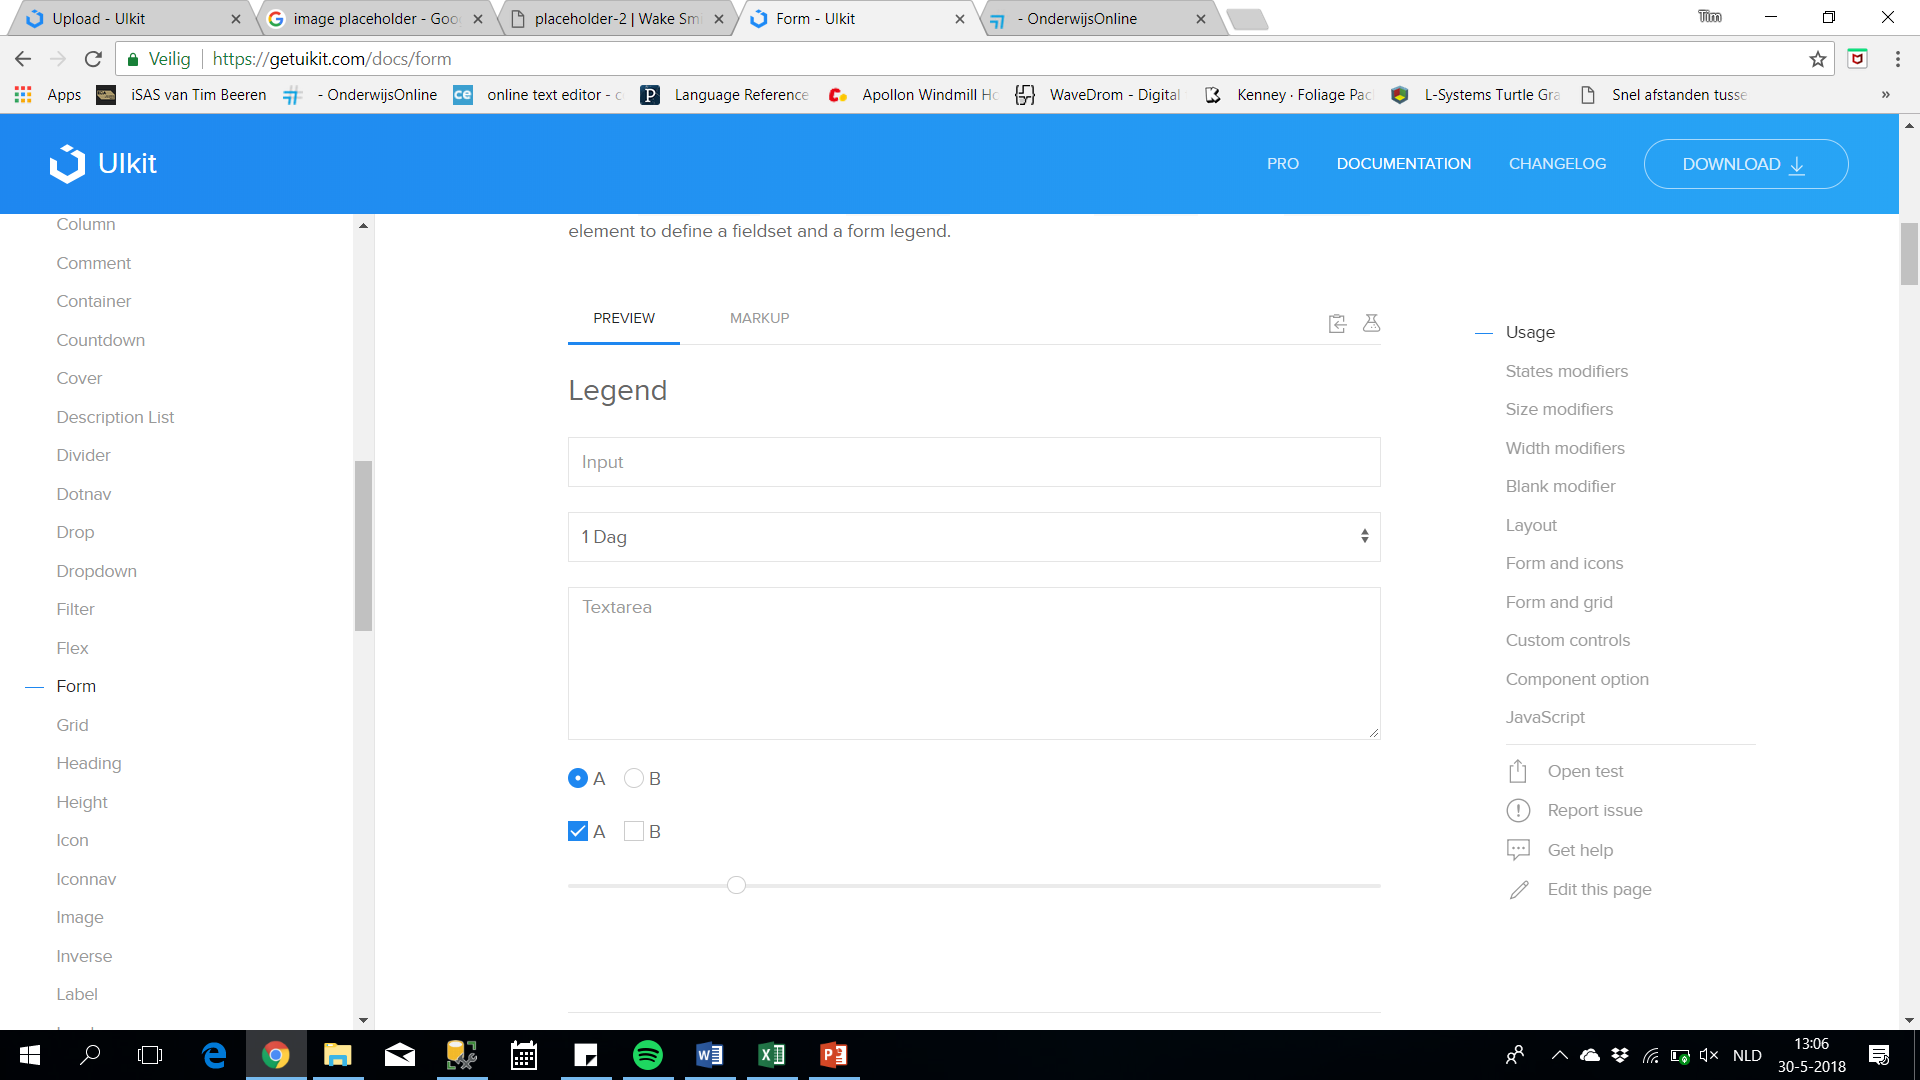 Upload - UIkit
image placeholder - Goo
placeholder-2 | Wake Sm
Form - UIkit
- OnderwijsOnline
Tim
Veilig
https://getuikit.com/docs/form
Apps
iSAS van Tim Beeren
- OnderwijsOnline
ce
online text editor - c
P
Language Reference
Apollon Windmill Ho
WaveDrom - Digital
Kenney · Foliage Pac
L-Systems Turtle Gra
Snel afstanden tusse
»
UIkit
PRO
DOCUMENTATION
CHANGELOG
DOWNLOAD
Column
Comment
Container
Countdown
Cover
Description List
Divider
Dotnav
Drop
Dropdown
Filter
Flex
Form
Grid
Heading
Height
Icon
Iconnav
Image
Inverse
Label
element to define a fieldset and a form legend.
PREVIEW
MARKUP
Legend
Input
1 Dag
Textarea
A B
A B
Usage
States modifiers
Size modifiers
Width modifiers
Blank modifier
Layout
Form and icons
Form and grid
Custom controls
Component option
JavaScript
Open test
Report issue
Get help
Edit this page
NLD
13:06
30-5-2018